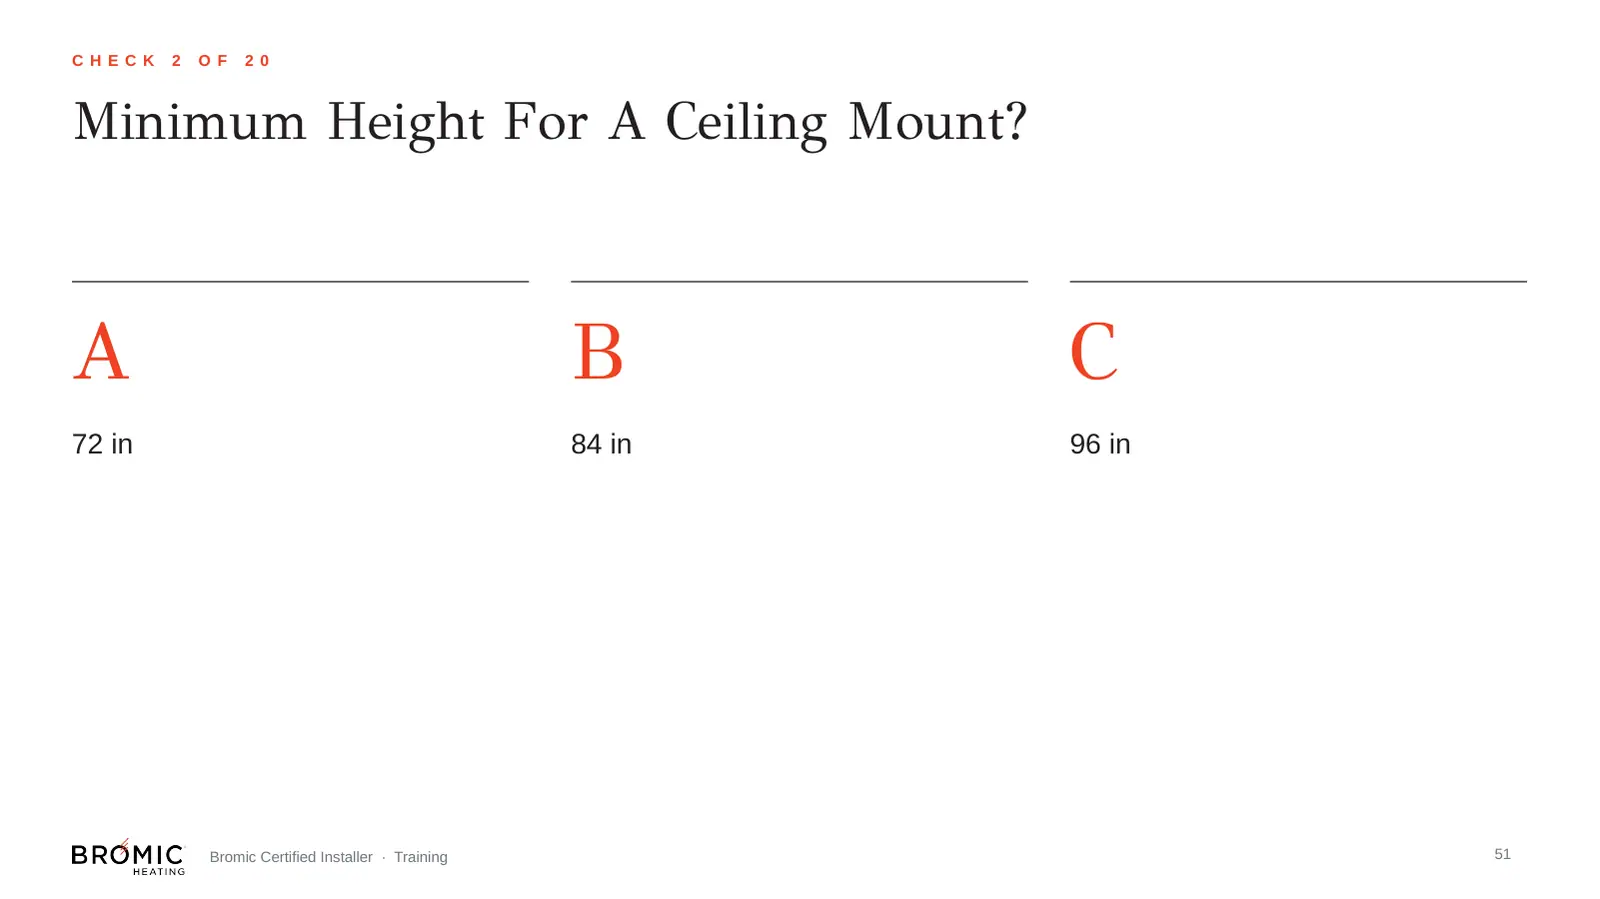 CHECK 2 OF 20
Minimum Height For A Ceiling Mount?
A
72 in
B
84 in
C
96 in
BROMIC
HEATING
Bromic Certified Installer · Training
51